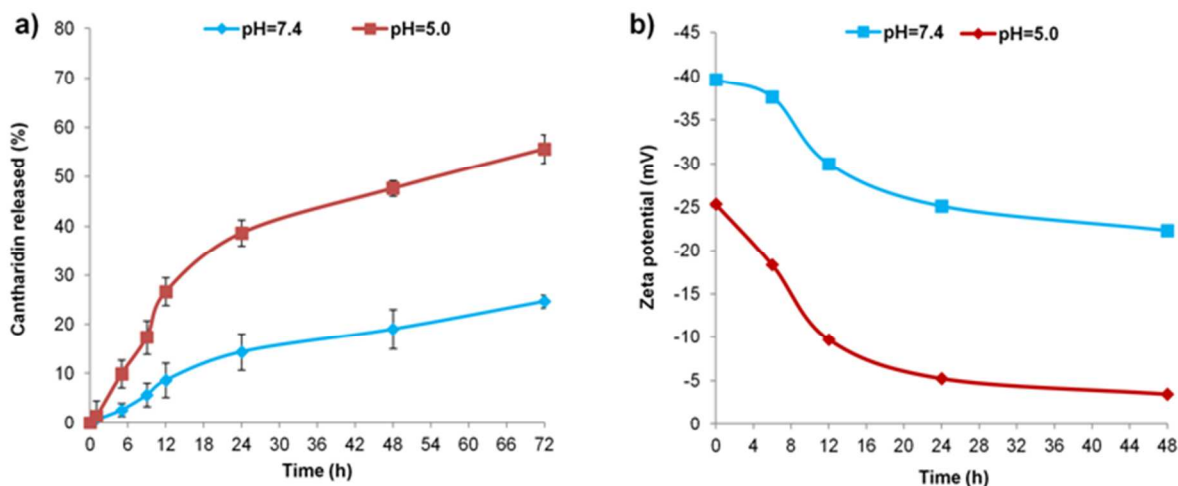 a)
pH=7.4
pH=5.0
80
70
60
50
40
30
20
10
0
Cantharidin released (%)
0 6 12 18 24 30 36 42 48 54 60 66 72
Time (h)
b)
pH=7.4
pH=5.0
-45
-40
-35
-30
-25
-20
-15
-10
-5
0
Zeta potential (mV)
0 4 8 12 16 20 24 28 32 36 40 44 48
Time (h)